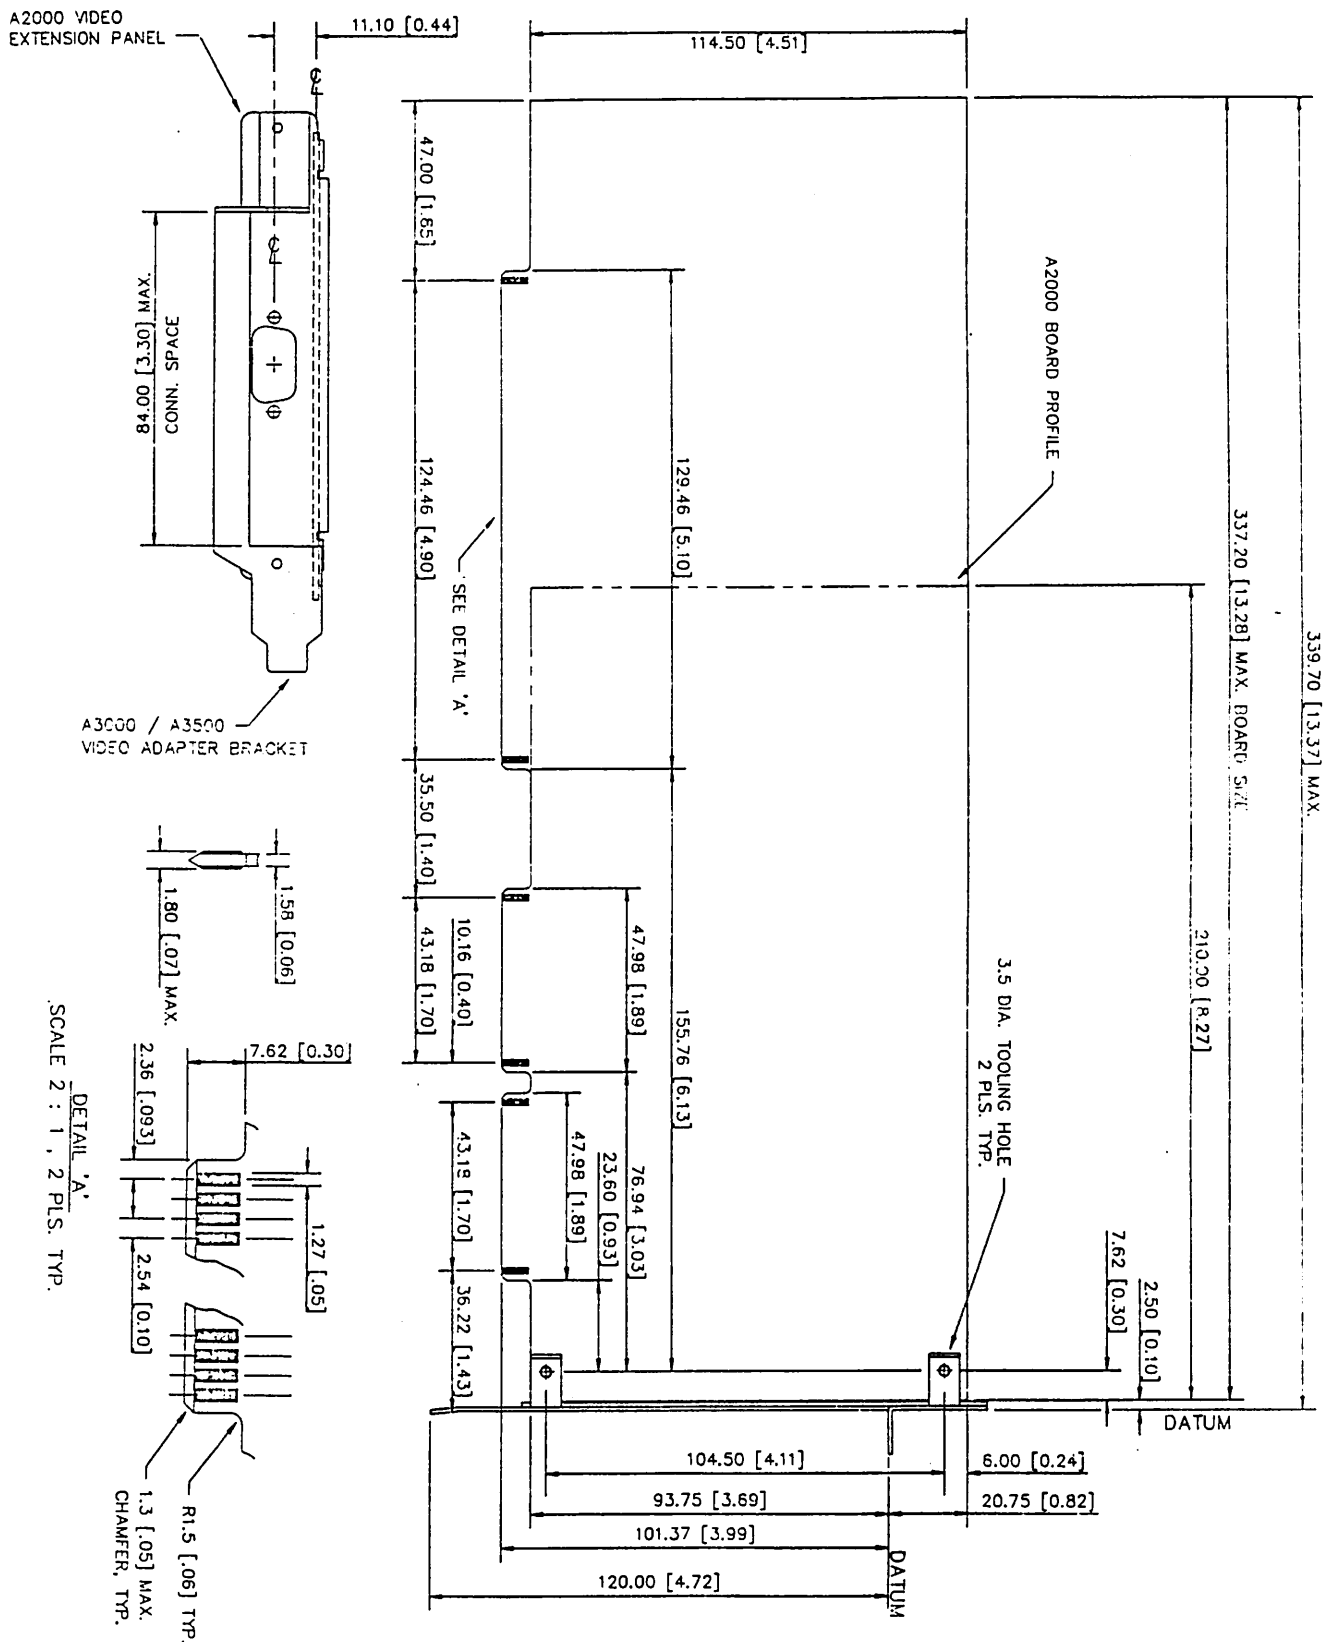 A2000 VIDEO
EXTENSION PANEL
11.10 [0.44]
114.50 [4.51]
47.00 [1.85]
A2000 BOARD PROFILE
CONN. SPACE
84.00 [3.30] MAX.
124.46 [4.90]
129.46 [5.10]
SEE DETAIL 'A'
337.20 [13.28] MAX. BOARD SIZE
339.70 [13.37] MAX.
A3000 / A3500
VIDEO ADAPTER BRACKET
35.50 [1.40]
1.58 [0.06]
1.80 [.07] MAX.
43.18 [1.70]
10.16 [0.40]
47.98 [1.89]
155.76 [6.13]
210.00 [8.27]
3.5 DIA. TOOLING HOLE
2 PLS. TYP.
7.62 [0.30]
2.36 [.093]
1.27 [.05]
2.54 [0.10]
DETAIL 'A'
SCALE 2 : 1 , 2 PLS. TYP.
43.18 [1.70]
47.98 [1.89]
23.60 [0.93]
76.94 [3.03]
36.22 [1.43]
7.62 [0.30]
2.50 [0.10]
DATUM
104.50 [4.11]
6.00 [0.24]
93.75 [3.69]
20.75 [0.82]
101.37 [3.99]
DATUM
120.00 [4.72]
R1.5 [.06] TYP.
1.3 [.05] MAX.
CHAMFER, TYP.